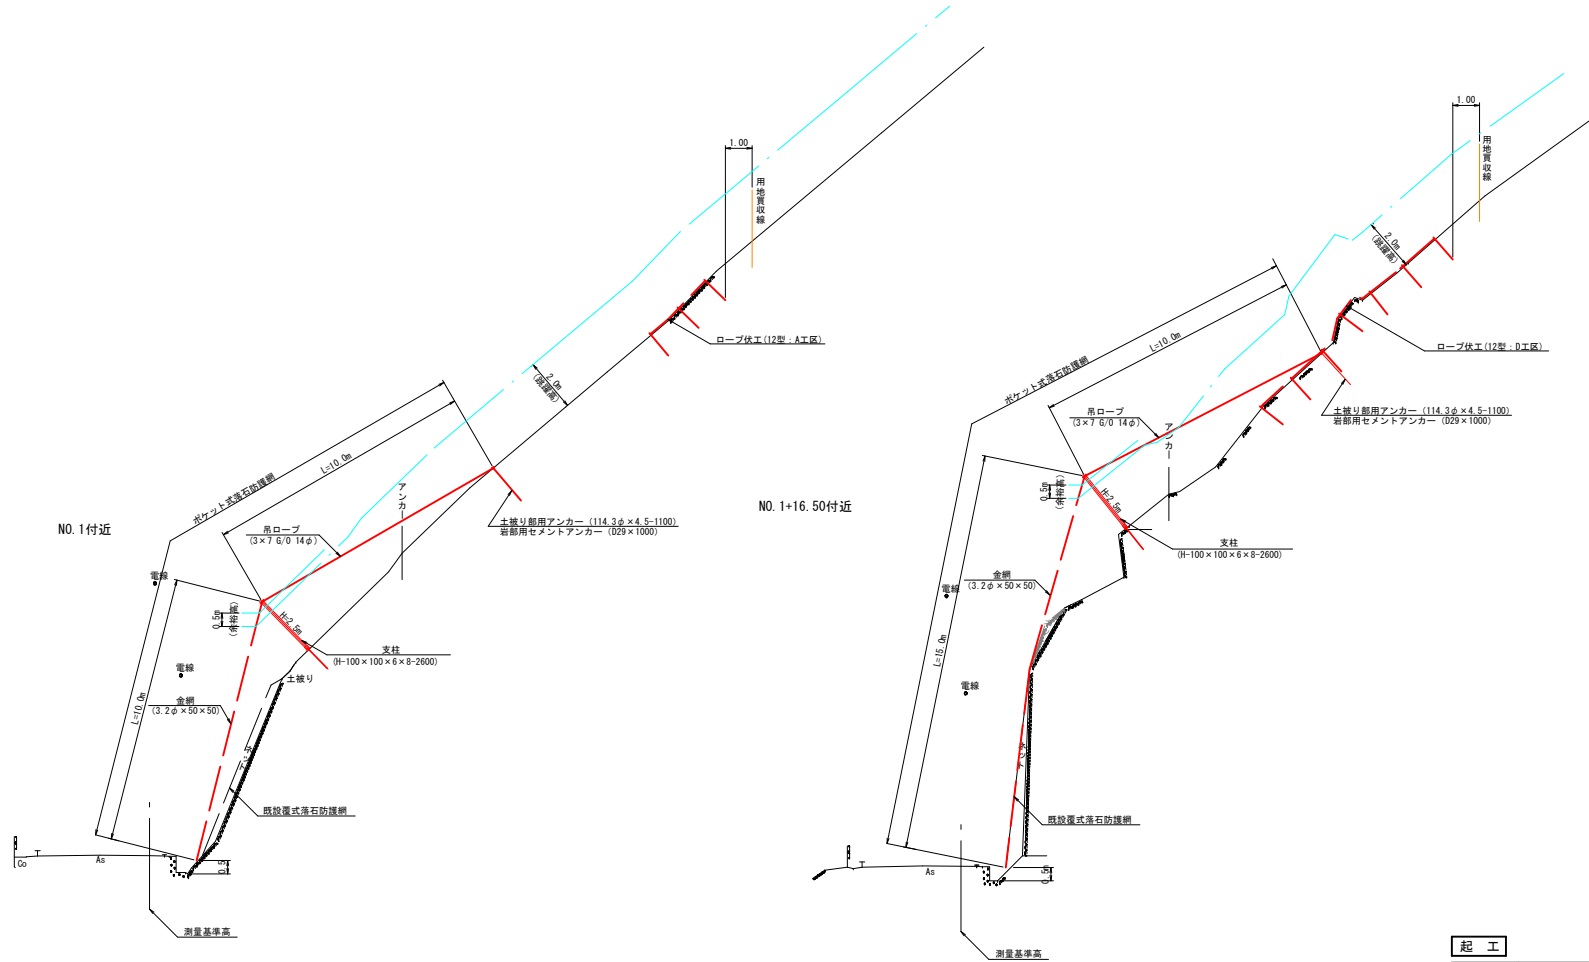 NO.1付近
1.00
用地買収線
ロープ伏工(12型：A工区)
2.0m
(跳躍高)
ポケット式落石防護網
L=10.0m
吊ロープ
(3×7 G/O 14φ)
アンカー
土被り部用アンカー (114.3φ×4.5-1100)
岩部用セメントアンカー (D29×1000)
電線
0.5m
(余裕高)
H=2.5m
支柱
(H-100×100×6×8-2600)
電線
土被り
金網
(3.2φ×50×50)
L=10.0m
既設覆式落石防護網
Co
As
0.5
測量基準高
NO.1+16.50付近
1.00
用地買収線
2.0m
(跳躍高)
ロープ伏工(12型：D工区)
ポケット式落石防護網
L=10.0m
吊ロープ
(3×7 G/O 14φ)
アンカー
土被り部用アンカー (114.3φ×4.5-1100)
岩部用セメントアンカー (D29×1000)
0.5m
(余裕高)
H=2.5m
支柱
(H-100×100×6×8-2600)
金網
(3.2φ×50×50)
電線
L=15.0m
電線
既設覆式落石防護網
As
0.5m
測量基準高
起 工